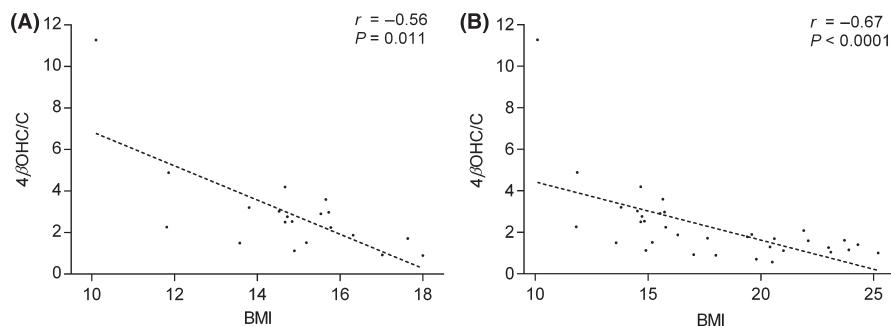 (A)
r = –0.56
P = 0.011
4βOHC/C
12
10
8
6
4
2
0
10 12 14 16 18
BMI
(B)
r = –0.67
P < 0.0001
4βOHC/C
12
10
8
6
4
2
0
10 15 20 25
BMI